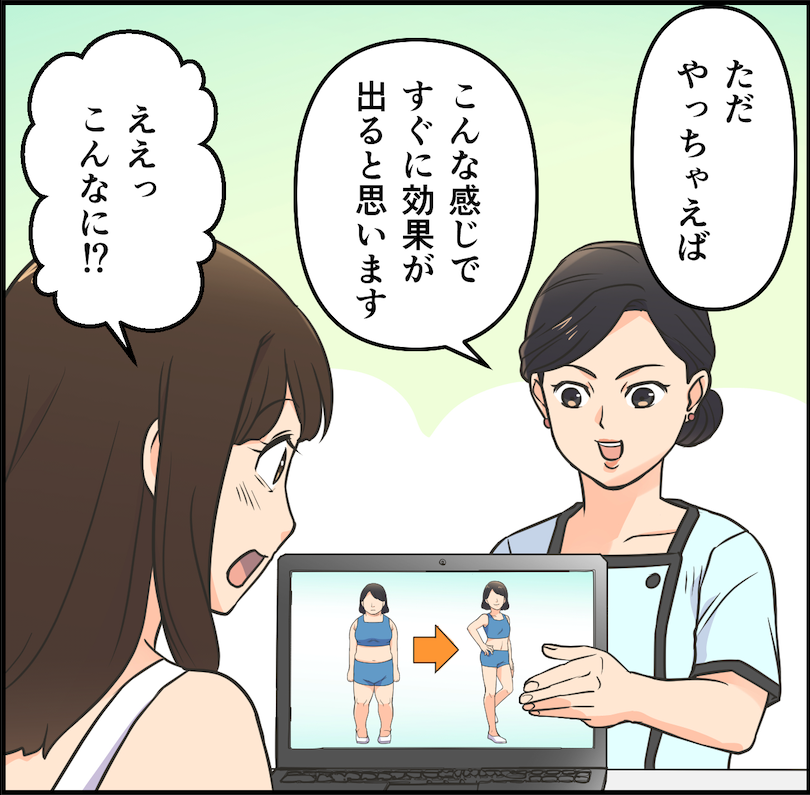 ただ
やっちゃえば
こんな感じで
すぐに効果が
出ると思います
ええっ
こんなに!?